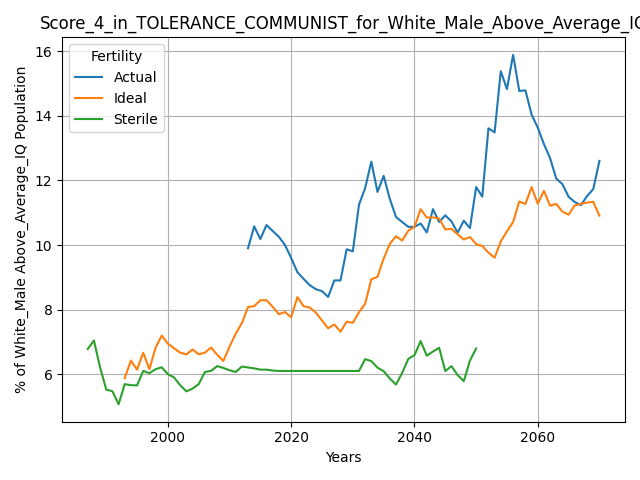 Score_4_in_TOLERANCE_COMMUNIST_for_White_Male_Above_Average_IQ
Fertility
Actual
Ideal
Sterile
% of White_Male Above_Average_IQ Population
16
14
12
10
8
6
2000
2020
2040
2060
Years